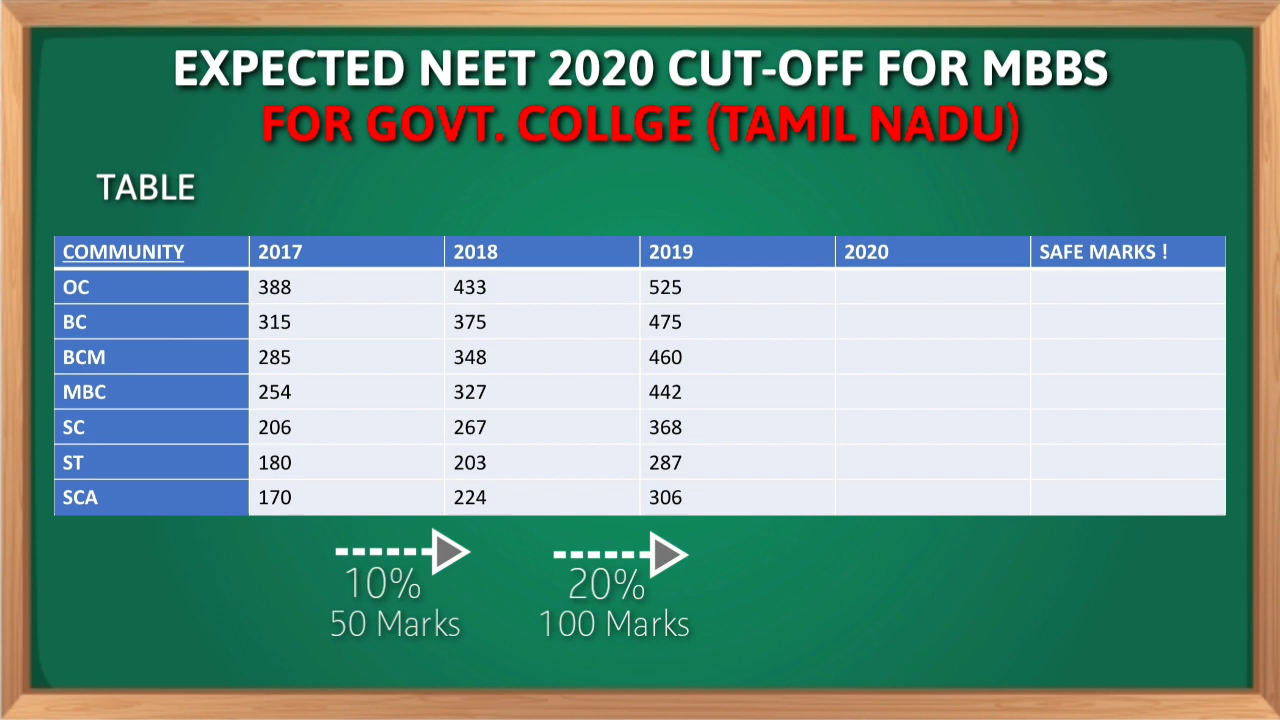 EXPECTED NEET 2020 CUT-OFF FOR MBBS
FOR GOVT. COLLGE (TAMIL NADU)
TABLE
COMMUNITY 2017 2018 2019 2020 SAFE MARKS !
OC 388 433 525
BC 315 375 475
BCM 285 348 460
MBC 254 327 442
SC 206 267 368
ST 180 203 287
SCA 170 224 306
10% 20%
50 Marks 100 Marks